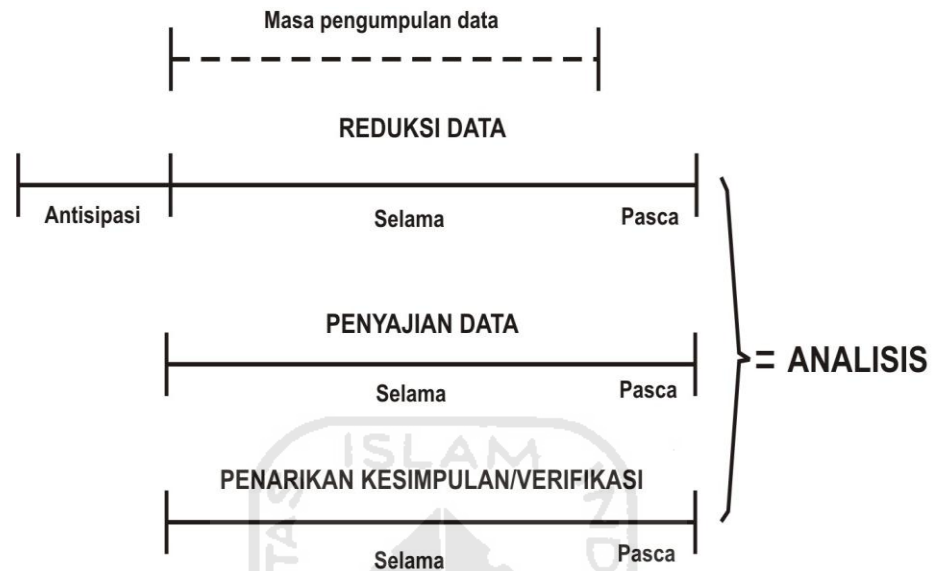 Masa pengumpulan data
REDUKSI DATA
Antisipasi
Selama
Pasca
PENYAJIAN DATA
Selama
Pasca
= ANALISIS
ISLAM
PENARIKAN KESIMPULAN/VERIFIKASI
Selama
Pasca